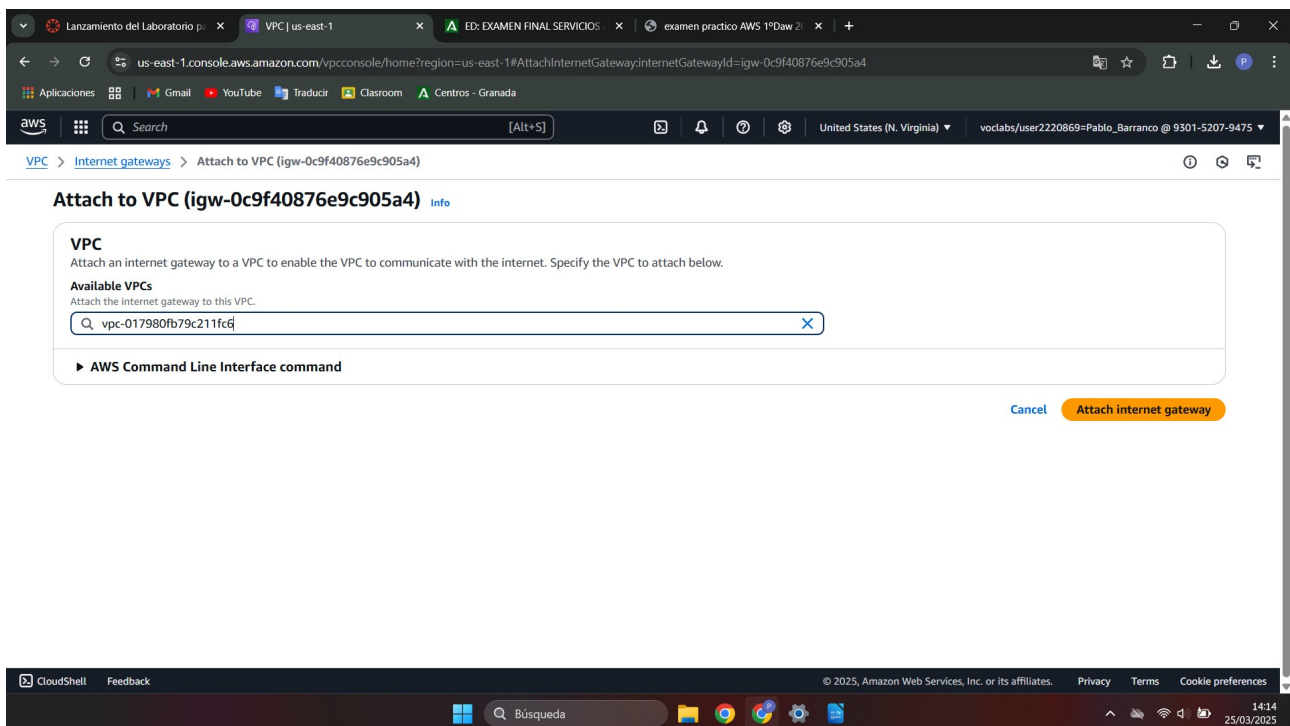 Lanzamiento del Laboratorio pa
VPC | us-east-1
ED: EXAMEN FINAL SERVICIOS
examen practico AWS 1ºDaw 2
us-east-1.console.aws.amazon.com/vpcconsole/home?region=us-east-1#AttachInternetGateway:internetGatewayId=igw-0c9f40876e9c905a4
Aplicaciones
Gmail
YouTube
Traducir
Clasroom
Centros - Granada
aws
Search
[Alt+S]
United States (N. Virginia)
voclabs/user2220869=Pablo_Barranco @ 9301-5207-9475
VPC > Internet gateways > Attach to VPC (igw-0c9f40876e9c905a4)
Attach to VPC (igw-0c9f40876e9c905a4) Info
VPC
Attach an internet gateway to a VPC to enable the VPC to communicate with the internet. Specify the VPC to attach below.
Available VPCs
Attach the internet gateway to this VPC.
vpc-017980fb79c211fc6
AWS Command Line Interface command
Cancel
Attach internet gateway
CloudShell
Feedback
© 2025, Amazon Web Services, Inc. or its affiliates.
Privacy
Terms
Cookie preferences
Búsqueda
14:14
25/03/2025